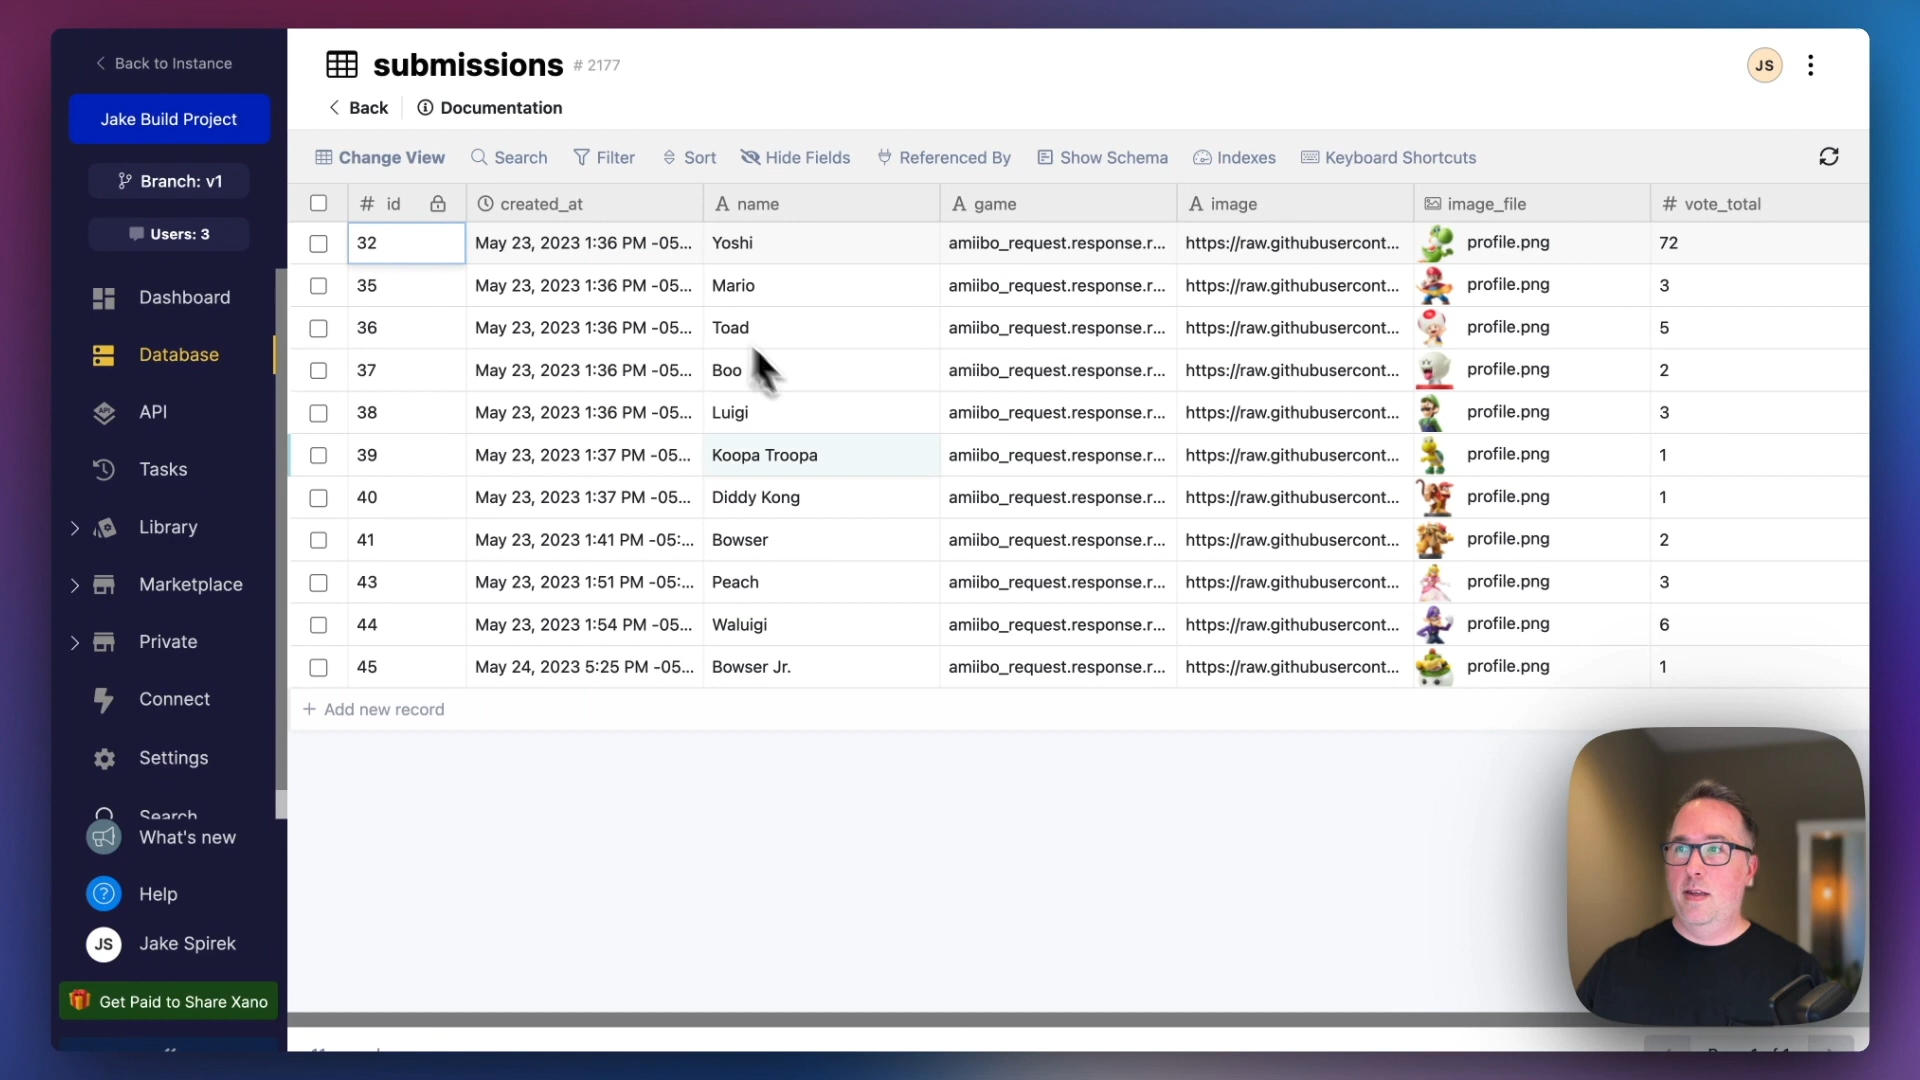 Back to Instance
Jake Build Project
Branch: v1
Users: 3
Dashboard
Database
API
Tasks
Library
Marketplace
Private
Connect
Settings
Search
What's new
Help
JS Jake Spirek
Get Paid to Share Xano
submissions # 2177
JS
Back Documentation
Change View Search Filter Sort Hide Fields Referenced By Show Schema Indexes Keyboard Shortcuts
# id created_at A name A game A image image_file # vote_total
32 May 23, 2023 1:36 PM -05... Yoshi amiibo_request.response.r... https://raw.githubusercont... profile.png 72
35 May 23, 2023 1:36 PM -05... Mario amiibo_request.response.r... https://raw.githubusercont... profile.png 3
36 May 23, 2023 1:36 PM -05... Toad amiibo_request.response.r... https://raw.githubusercont... profile.png 5
37 May 23, 2023 1:36 PM -05... Boo amiibo_request.response.r... https://raw.githubusercont... profile.png 2
38 May 23, 2023 1:36 PM -05... Luigi amiibo_request.response.r... https://raw.githubusercont... profile.png 3
39 May 23, 2023 1:37 PM -05... Koopa Troopa amiibo_request.response.r... https://raw.githubusercont... profile.png 1
40 May 23, 2023 1:37 PM -05... Diddy Kong amiibo_request.response.r... https://raw.githubusercont... profile.png 1
41 May 23, 2023 1:41 PM -05:... Bowser amiibo_request.response.r... https://raw.githubusercont... profile.png 2
43 May 23, 2023 1:51 PM -05:... Peach amiibo_request.response.r... https://raw.githubusercont... profile.png 3
44 May 23, 2023 1:54 PM -05... Waluigi amiibo_request.response.r... https://raw.githubusercont... profile.png 6
45 May 24, 2023 5:25 PM -05... Bowser Jr. amiibo_request.response.r... https://raw.githubusercont... profile.png 1
+ Add new record